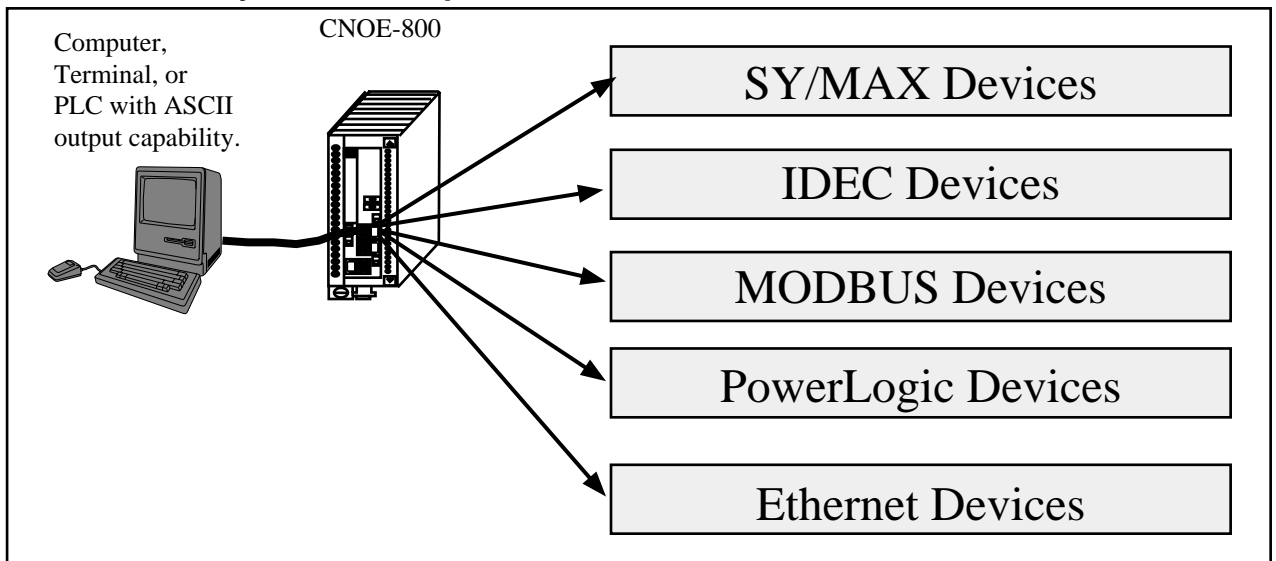 CNOE-800
Computer,
Terminal, or
PLC with ASCII
output capability.
SY/MAX Devices
IDEC Devices
MODBUS Devices
PowerLogic Devices
Ethernet Devices